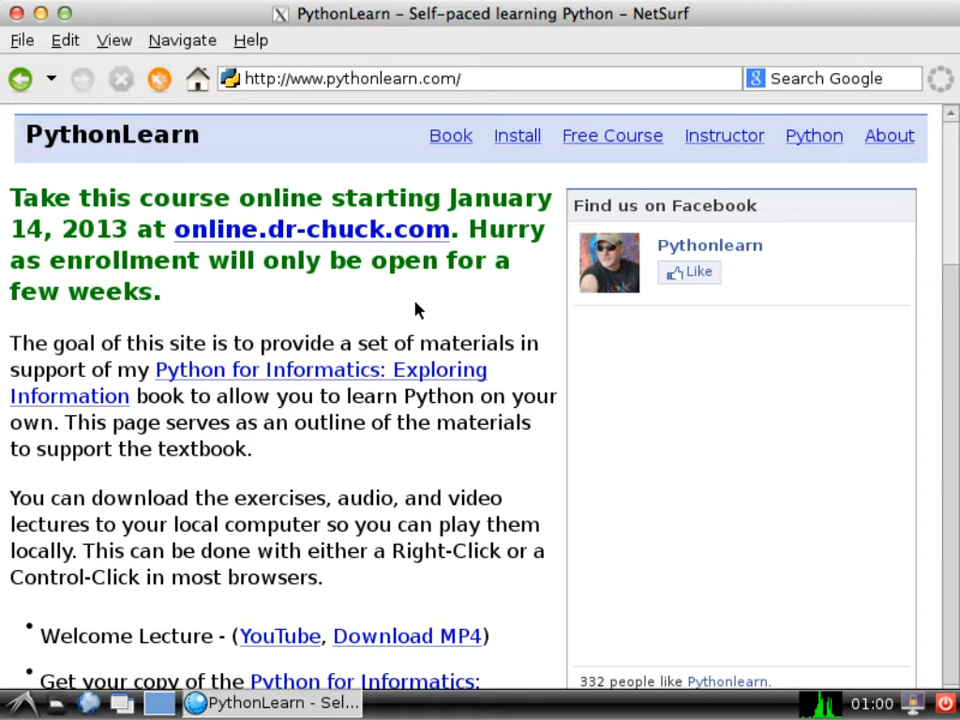 PythonLearn - Self-paced learning Python - NetSurf
File Edit View Navigate Help
http://www.pythonlearn.com/
8 Search Google
PythonLearn
Book Install Free Course Instructor Python About
Take this course online starting January
14, 2013 at online.dr-chuck.com. Hurry
as enrollment will only be open for a
few weeks.
The goal of this site is to provide a set of materials in
support of my Python for Informatics: Exploring
Information book to allow you to learn Python on your
own. This page serves as an outline of the materials
to support the textbook.
You can download the exercises, audio, and video
lectures to your local computer so you can play them
locally. This can be done with either a Right-Click or a
Control-Click in most browsers.
• Welcome Lecture - (YouTube, Download MP4)
• Get your copy of the Python for Informatics:
Find us on Facebook
Pythonlearn
Like
332 people like Pythonlearn.
PythonLearn - Sel...
01:00